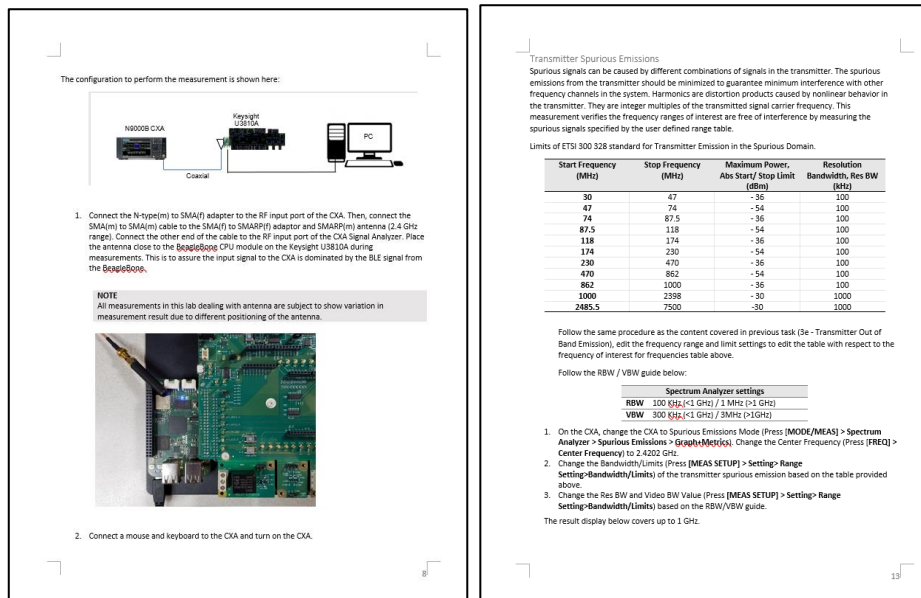 The configuration to perform the measurement is shown here:
N9000B CXA
Keysight
U3810A
PC
Coaxial
1. Connect the N-type(m) to SMA(f) adapter to the RF input port of the CXA. Then, connect the
SMA(m) to SMA(m) cable to the SMA(f) to SMARP(f) adaptor and SMARP(m) antenna (2.4 GHz
range). Connect the other end of the cable to the RF input port of the CXA Signal Analyzer. Place
the antenna close to the BeagleBone CPU module on the Keysight U3810A during
measurements. This is to assure the input signal to the CXA is dominated by the BLE signal from
the BeagleBone.
NOTE
All measurements in this lab dealing with antenna are subject to show variation in
measurement result due to different positioning of the antenna.
2. Connect a mouse and keyboard to the CXA and turn on the CXA.
8
Transmitter Spurious Emissions
Spurious signals can be caused by different combinations of signals in the transmitter. The spurious
emissions from the transmitter should be minimized to guarantee minimum interference with other
frequency channels in the system. Harmonics are distortion products caused by nonlinear behavior in
the transmitter. They are integer multiples of the transmitted signal carrier frequency. This
measurement verifies the frequency ranges of interest are free of interference by measuring the
spurious signals specified by the user defined range table.
Limits of ETSI 300 328 standard for Transmitter Emission in the Spurious Domain.
Start Frequency Stop Frequency Maximum Power, Resolution
(MHz) (MHz) Abs Start/ Stop Limit Bandwidth, Res BW
(dBm) (kHz)
30 47 - 36 100
47 74 - 54 100
74 87.5 - 36 100
87.5 118 - 54 100
118 174 - 36 100
174 230 - 54 100
230 470 - 36 100
470 862 - 54 100
862 1000 - 36 100
1000 2398 - 30 1000
2485.5 7500 -30 1000
Follow the same procedure as the content covered in previous task (3e - Transmitter Out of
Band Emission), edit the frequency range and limit settings to edit the table with respect to the
frequency of interest for frequencies table above.
Follow the RBW / VBW guide below:
Spectrum Analyzer settings
RBW 100 KHz (<1 GHz) / 1 MHz (>1 GHz)
VBW 300 KHz (<1 GHz) / 3MHz (>1GHz)
1. On the CXA, change the CXA to Spurious Emissions Mode (Press [MODE/MEAS] > Spectrum
Analyzer > Spurious Emissions > Graph+Metrics). Change the Center Frequency (Press [FREQ] >
Center Frequency) to 2.4202 GHz.
2. Change the Bandwidth/Limits (Press [MEAS SETUP] > Setting> Range
Setting>Bandwidth/Limits) of the transmitter spurious emission based on the table provided
above.
3. Change the Res BW and Video BW Value (Press [MEAS SETUP] > Setting> Range
Setting>Bandwidth/Limits) based on the RBW/VBW guide.
The result display below covers up to 1 GHz.
13